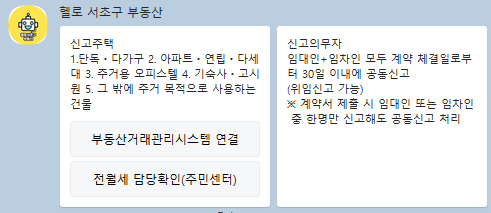 헬로 서초구 부동산
신고주택
1.단독・다가구 2. 아파트・연립・다세
대 3. 주거용 오피스텔 4. 기숙사・고시
원 5. 그 밖에 주거 목적으로 사용하는
건물
부동산거래관리시스템 연결
전월세 담당확인(주민센터)
신고의무자
임대인+임차인 모두 계약 체결일로부
터 30일 이내에 공동신고
(위임신고 가능)
※ 계약서 제출 시 임대인 또는 임차인
중 한명만 신고해도 공동신고 처리